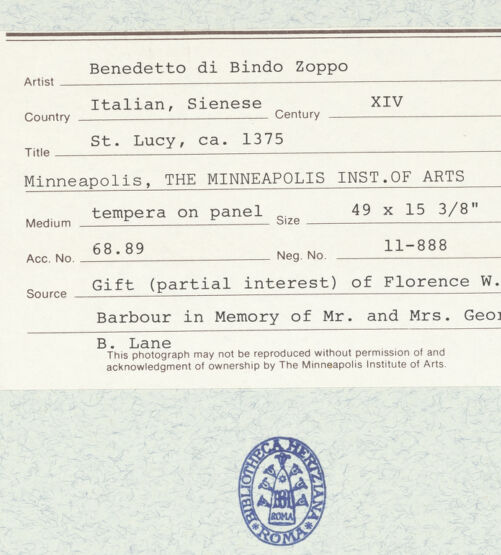 Artist Benedetto di Bindo Zoppo
Country Italian, Sienese Century XIV
Title St. Lucy, ca. 1375
Minneapolis, THE MINNEAPOLIS INST.OF ARTS
Medium tempera on panel Size 49 x 15 3/8"
Acc. No. 68.89 Neg. No. 11-888
Source Gift (partial interest) of Florence W.
Barbour in Memory of Mr. and Mrs. Geor
B. Lane
This photograph may not be reproduced without permission of and
acknowledgment of ownership by The Minneapolis Institute of Arts.
BIBLIOTHECA HERTZIANA
BH
ROMA
ROMA